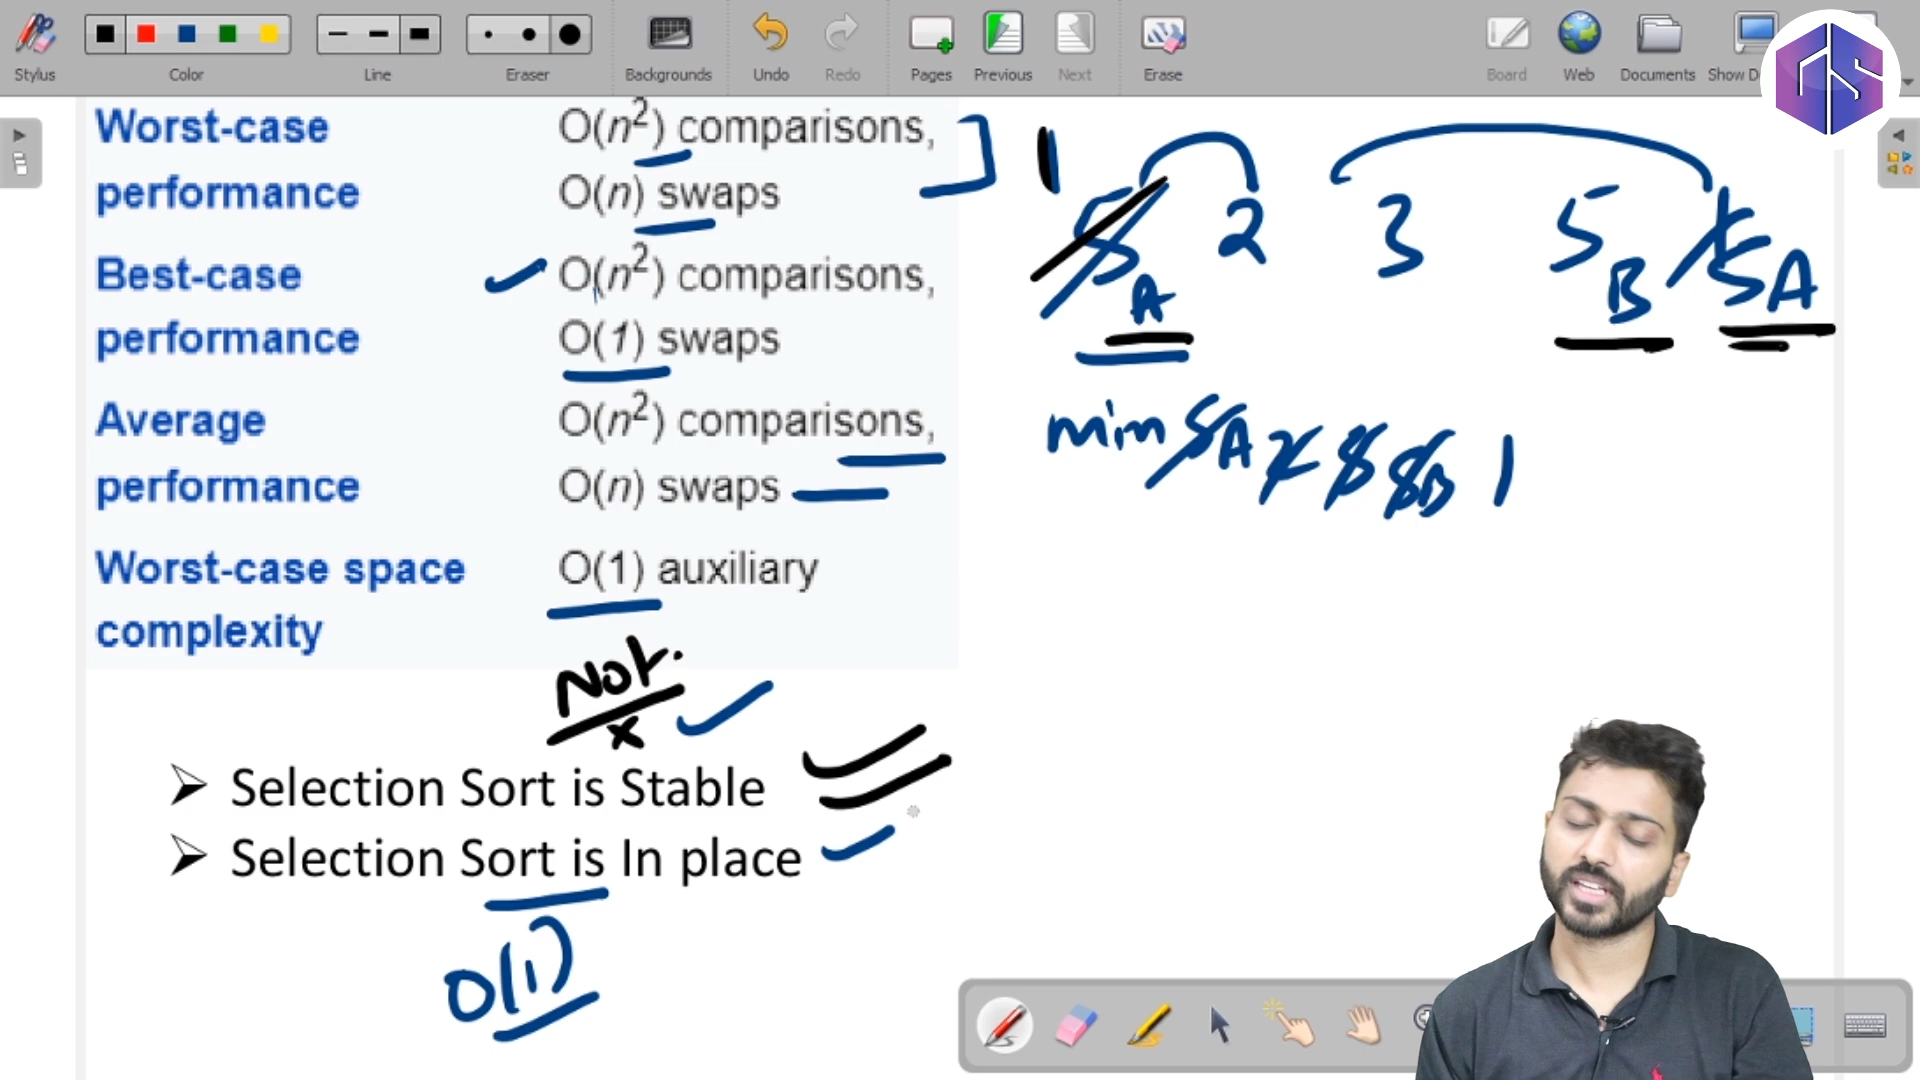 Stylus
Color
Line
Eraser
Backgrounds
Undo
Redo
Pages
Previous
Next
Erase
Board
Web
Documents
Show D
Worst-case performance
O(n²) comparisons,
O(n) swaps
Best-case performance
O(n²) comparisons,
O(1) swaps
Average performance
O(n²) comparisons,
O(n) swaps
Worst-case space complexity
O(1) auxiliary
Not.
x
➢ Selection Sort is Stable
➢ Selection Sort is In place
O(1)
1
5A 2 3 5B 5A
min 5A 2 1